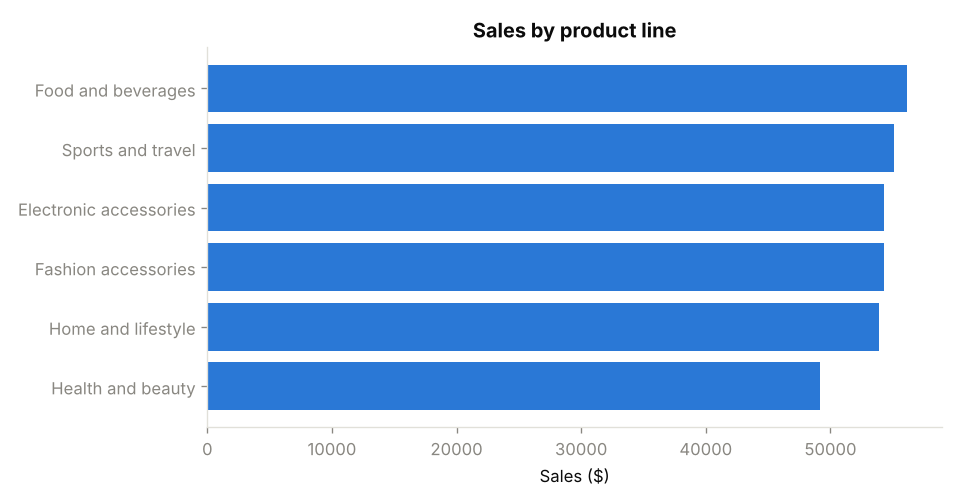 Sales by product line
Food and beverages
Sports and travel
Electronic accessories
Fashion accessories
Home and lifestyle
Health and beauty
0 10000 20000 30000 40000 50000
Sales ($)